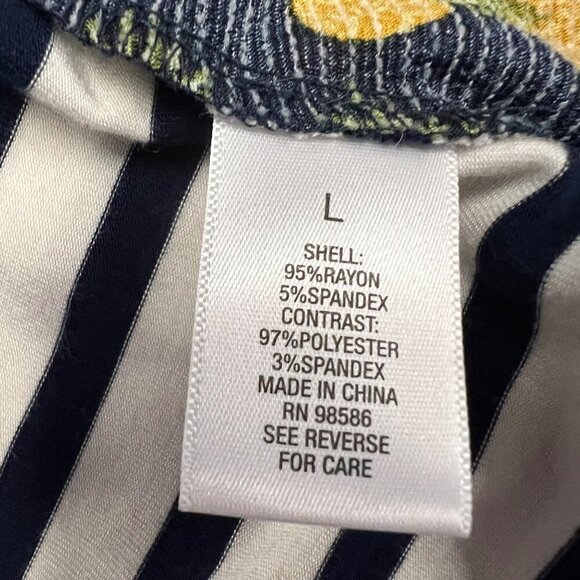 L
SHELL:
95%RAYON
5%SPANDEX
CONTRAST:
97%POLYESTER
3%SPANDEX
MADE IN CHINA
RN 98586
SEE REVERSE
FOR CARE